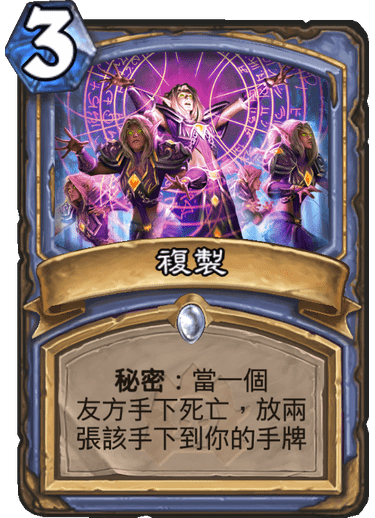 3
複製
秘密：當一個
友方手下死亡，放兩
張該手下到你的手牌